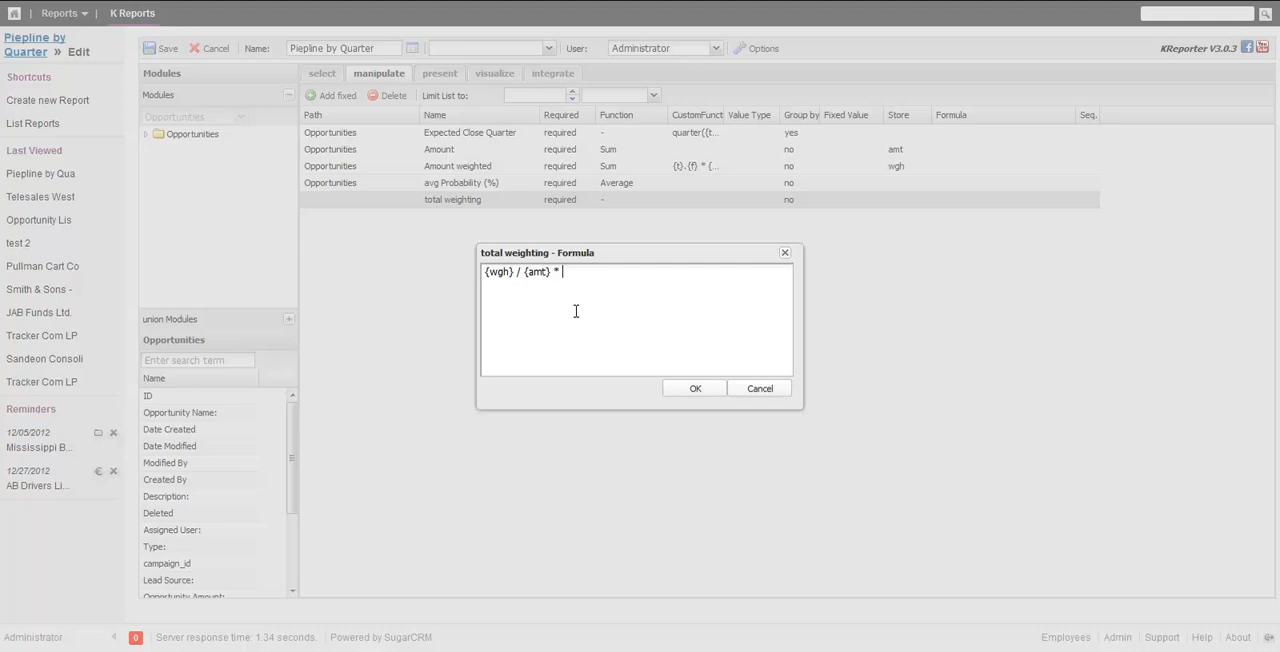 Reports
K Reports
Piepline by Quarter » Edit
Shortcuts
Create new Report
List Reports
Last Viewed
Piepline by Qua
Telesales West
Opportunity Lis
test 2
Pullman Cart Co
Smith & Sons -
JAB Funds Ltd.
Tracker Com LP
Sandeon Consoli
Tracker Com LP
Reminders
12/05/2012
Mississippi B...
12/27/2012
AB Drivers Li...
Save Cancel Name: Piepline by Quarter User: Administrator Options KReporter V3.0.3
Modules
Modules
Opportunities
Opportunities
union Modules
Opportunities
Enter search term
Name
ID
Opportunity Name:
Date Created
Date Modified
Modified By
Created By
Description:
Deleted
Assigned User:
Type:
campaign_id
Lead Source:
Opportunity Amount:
select manipulate present visualize integrate
Add fixed Delete Limit List to:
Path Name Required Function CustomFunct Value Type Group by Fixed Value Store Formula Seq.
Opportunities Expected Close Quarter required - quarter({t... yes
Opportunities Amount required Sum no amt
Opportunities Amount weighted required Sum {t}.{f} * {... no wgh
Opportunities avg Probability (%) required Average no
total weighting required - no
total weighting - Formula
{wgh} / {amt} *
OK Cancel
Administrator 0 Server response time: 1.34 seconds. Powered by SugarCRM Employees Admin Support Help About